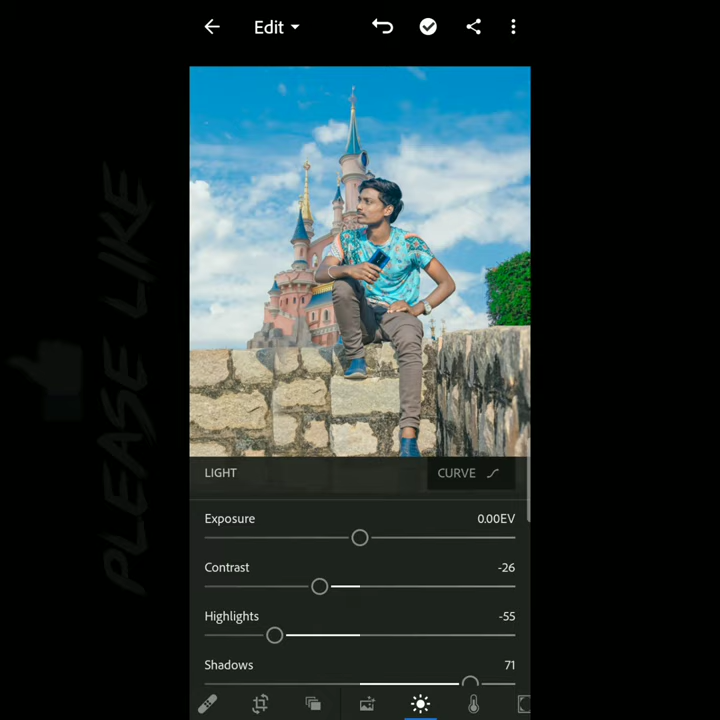 Edit
PLEASE LIKE
LIGHT
CURVE
Exposure 0.00EV
Contrast -26
Highlights -55
Shadows 71